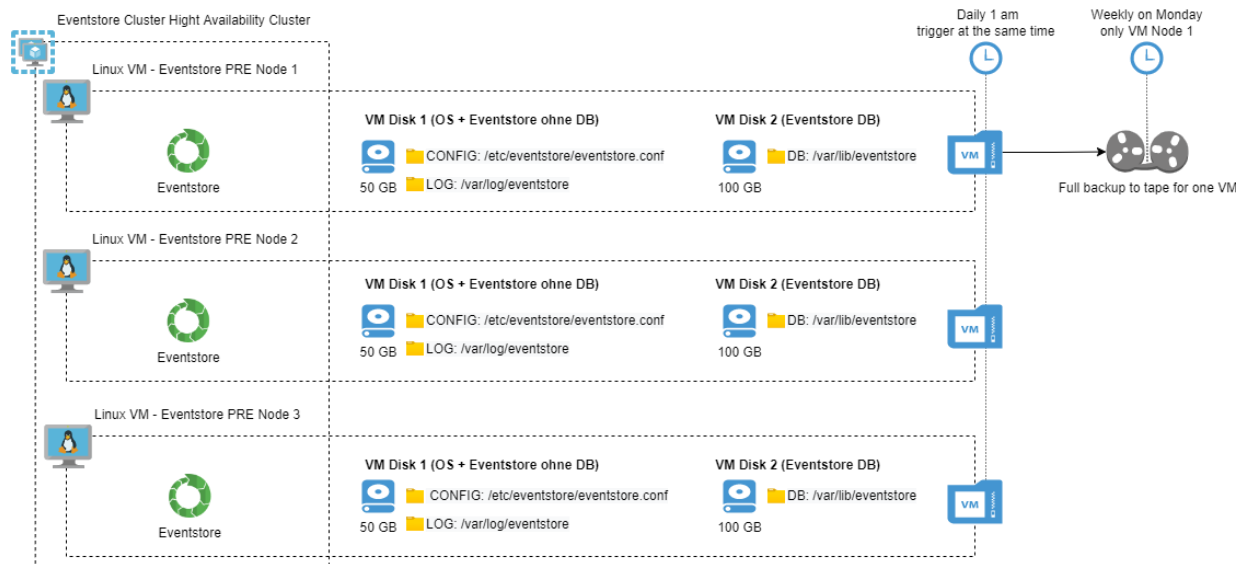 Eventstore Cluster Hight Availability Cluster
Daily 1 am
trigger at the same time
Weekly on Monday
only VM Node 1
Linux VM - Eventstore PRE Node 1
VM Disk 1 (OS + Eventstore ohne DB)
VM Disk 2 (Eventstore DB)
CONFIG: /etc/eventstore/eventstore.conf
DB: /var/lib/eventstore
VM
Eventstore
50 GB
LOG: /var/log/eventstore
100 GB
Full backup to tape for one VM
Linux VM - Eventstore PRE Node 2
VM Disk 1 (OS + Eventstore ohne DB)
VM Disk 2 (Eventstore DB)
CONFIG: /etc/eventstore/eventstore.conf
DB: /var/lib/eventstore
VM
Eventstore
50 GB
LOG: /var/log/eventstore
100 GB
Linux VM - Eventstore PRE Node 3
VM Disk 1 (OS + Eventstore ohne DB)
VM Disk 2 (Eventstore DB)
CONFIG: /etc/eventstore/eventstore.conf
DB: /var/lib/eventstore
VM
Eventstore
50 GB
LOG: /var/log/eventstore
100 GB